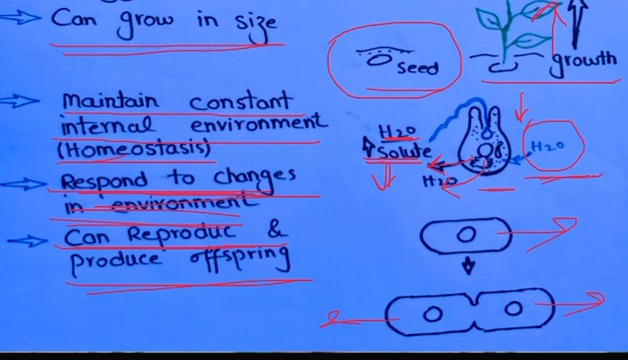 Can grow in size
seed
growth
Maintain constant
internal environment
(Homeostasis)
H2O
Solute
H2O
H2O
Respond to changes
in environment
Can Reproduc &
produce offspring